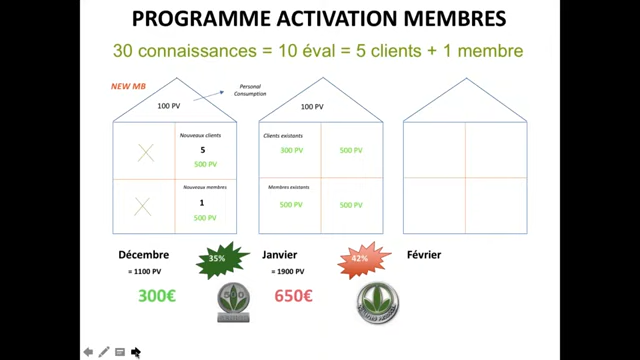 PROGRAMME ACTIVATION MEMBRES
30 connaissances = 10 éval = 5 clients + 1 membre
NEW MB
100 PV
Personal
Consumption
100 PV
Nouveaux clients
5
500 PV
Clients existants
300 PV
500 PV
Nouveaux membres
1
500 PV
Membres existants
500 PV
500 PV
Décembre
35%
Janvier
42%
Février
= 1100 PV
= 1900 PV
300€
500
650€